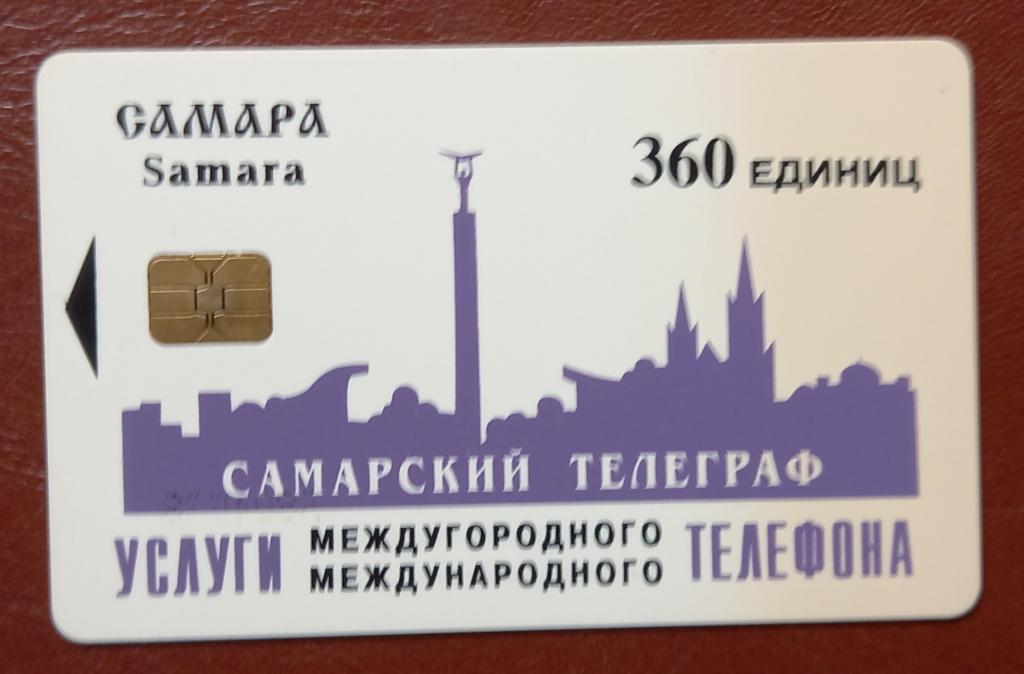 САМАРА
Samara
360 ЕДИНИЦ
САМАРСКИЙ ТЕЛЕГРАФ
УСЛУГИ МЕЖДУГОРОДНОГО МЕЖДУНАРОДНОГО ТЕЛЕФОНА